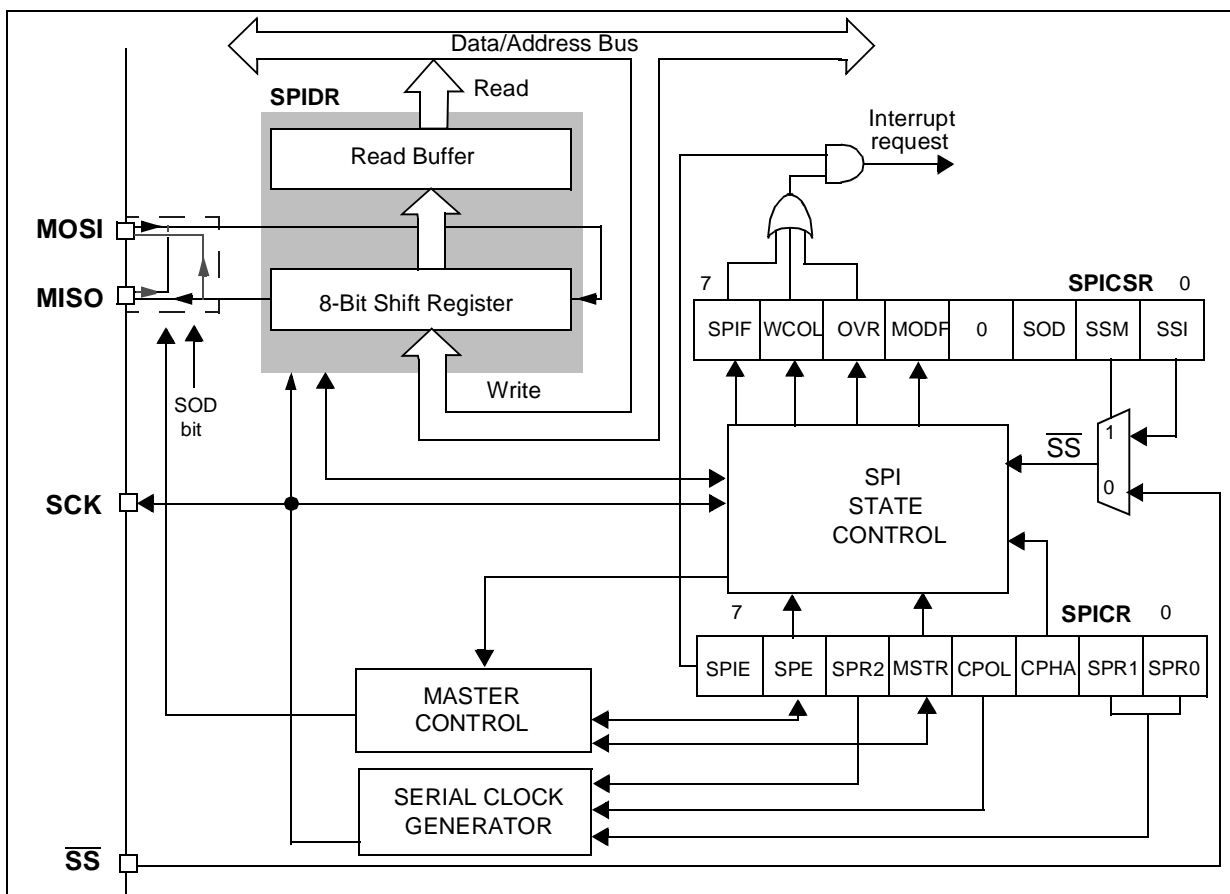 Data/Address Bus
SPIDR
Read
Read Buffer
Interrupt
request
MOSI
MISO
8-Bit Shift Register
Write
SOD
bit
7
SPICSR
0
SPIF
WCOL
OVR
MODF
0
SOD
SSM
SSI
1
0
SS
SCK
SPI
STATE
CONTROL
7
SPICR
0
SPIE
SPE
SPR2
MSTR
CPOL
CPHA
SPR1
SPR0
MASTER
CONTROL
SERIAL CLOCK
GENERATOR
SS